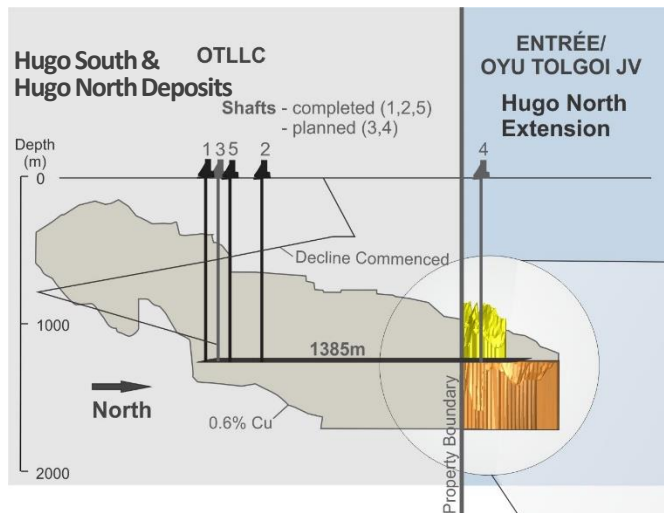 Hugo South &
Hugo North Deposits
OTLLC
ENTRÉE/
OYU TOLGOI JV
Hugo North
Extension
Shafts - completed (1,2,5)
- planned (3,4)
Depth
(m)
1 3 5 2 4
0
Decline Commenced
1000
1385m
North
0.6% Cu
Property Boundary
2000